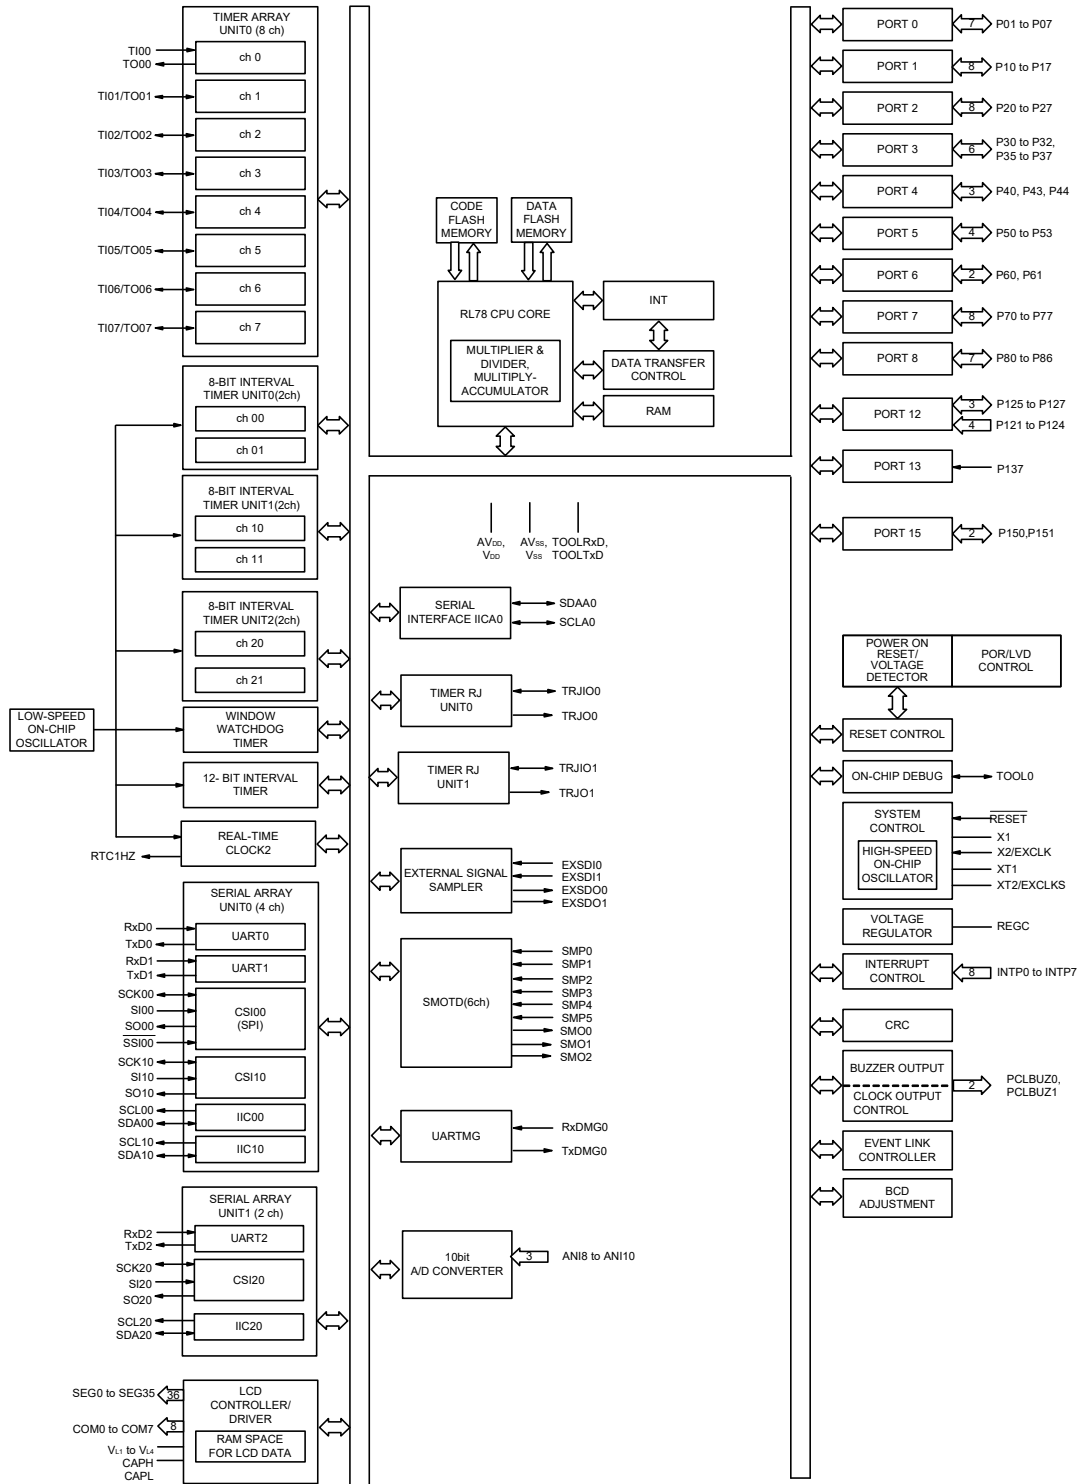 TIMER ARRAY
UNIT0 (8 ch)
TI00
TO00
ch 0
TI01/TO01
ch 1
TI02/TO02
ch 2
TI03/TO03
ch 3
TI04/TO04
ch 4
TI05/TO05
ch 5
TI06/TO06
ch 6
TI07/TO07
ch 7
8-BIT INTERVAL
TIMER UNIT0(2ch)
ch 00
ch 01
8-BIT INTERVAL
TIMER UNIT1(2ch)
ch 10
ch 11
8-BIT INTERVAL
TIMER UNIT2(2ch)
ch 20
ch 21
LOW-SPEED
ON-CHIP
OSCILLATOR
WINDOW
WATCHDOG
TIMER
12- BIT INTERVAL
TIMER
RTC1HZ
REAL-TIME
CLOCK2
SERIAL ARRAY
UNIT0 (4 ch)
RxD0
TxD0
UART0
RxD1
TxD1
UART1
SCK00
SI00
SO00
SSI00
CSI00
(SPI)
SCK10
SI10
SO10
CSI10
SCL00
SDA00
IIC00
SCL10
SDA10
IIC10
SERIAL ARRAY
UNIT1 (2 ch)
RxD2
TxD2
UART2
SCK20
SI20
SO20
CSI20
SCL20
SDA20
IIC20
SEG0 to SEG35
36
COM0 to COM7
8
VL1 to VL4
CAPH
CAPL
LCD
CONTROLLER/
DRIVER
RAM SPACE
FOR LCD DATA
CODE
FLASH
MEMORY
DATA
FLASH
MEMORY
RL78 CPU CORE
MULTIPLIER &
DIVIDER,
MULITIPLY-
ACCUMULATOR
INT
DATA TRANSFER
CONTROL
RAM
AVDD,
VDD
AVSS,
VSS
TOOLRxD,
TOOLTxD
SERIAL
INTERFACE IICA0
SDAA0
SCLA0
TIMER RJ
UNIT0
TRJIO0
TRJO0
TIMER RJ
UNIT1
TRJIO1
TRJO1
EXTERNAL SIGNAL
SAMPLER
EXSDI0
EXSDI1
EXSDO0
EXSDO1
SMOTD(6ch)
SMP0
SMP1
SMP2
SMP3
SMP4
SMP5
SMO0
SMO1
SMO2
UARTMG
RxDMG0
TxDMG0
10bit
A/D CONVERTER
3
ANI8 to ANI10
PORT 0
7
P01 to P07
PORT 1
8
P10 to P17
PORT 2
8
P20 to P27
PORT 3
6
P30 to P32,
P35 to P37
PORT 4
3
P40, P43, P44
PORT 5
4
P50 to P53
PORT 6
2
P60, P61
PORT 7
8
P70 to P77
PORT 8
7
P80 to P86
PORT 12
3
P125 to P127
4
P121 to P124
PORT 13
P137
PORT 15
2
P150,P151
POWER ON
RESET/
VOLTAGE
DETECTOR
POR/LVD
CONTROL
RESET CONTROL
ON-CHIP DEBUG
TOOL0
SYSTEM
CONTROL
HIGH-SPEED
ON-CHIP
OSCILLATOR
RESET
X1
X2/EXCLK
XT1
XT2/EXCLKS
VOLTAGE
REGULATOR
REGC
INTERRUPT
CONTROL
8
INTP0 to INTP7
CRC
BUZZER OUTPUT
CLOCK OUTPUT
CONTROL
2
PCLBUZ0,
PCLBUZ1
EVENT LINK
CONTROLLER
BCD
ADJUSTMENT